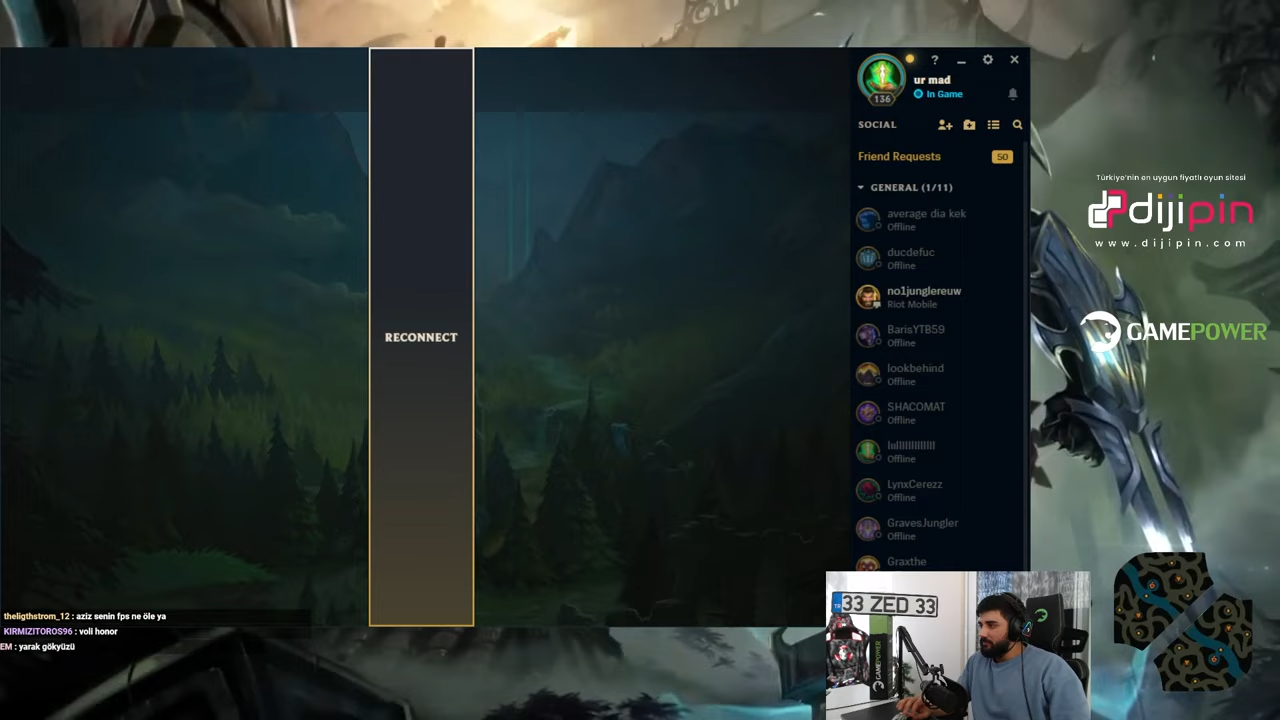 ?
ur mad
136
In Game
SOCIAL
Friend Requests
50
GENERAL (1/11)
average dia kek
Offline
ducdefuc
Offline
no1junglereuw
Riot Mobile
BarisYTB59
Offline
lookbehind
Offline
SHACOMAT
Offline
Offline
LynxCerezz
Offline
GravesJungler
Offline
Graxthe
RECONNECT
Türkiye'nin en uygun fiyatlı oyun sitesi
dijipin
www.dijipin.com
GAMEPOWER
theligthstrom_12 : aziz senin fps ne öle ya
KIRMIZITOROS96 : voli honor
EM : yarak gökyüzü
TR 33 ZED 33
GAMEPOWER